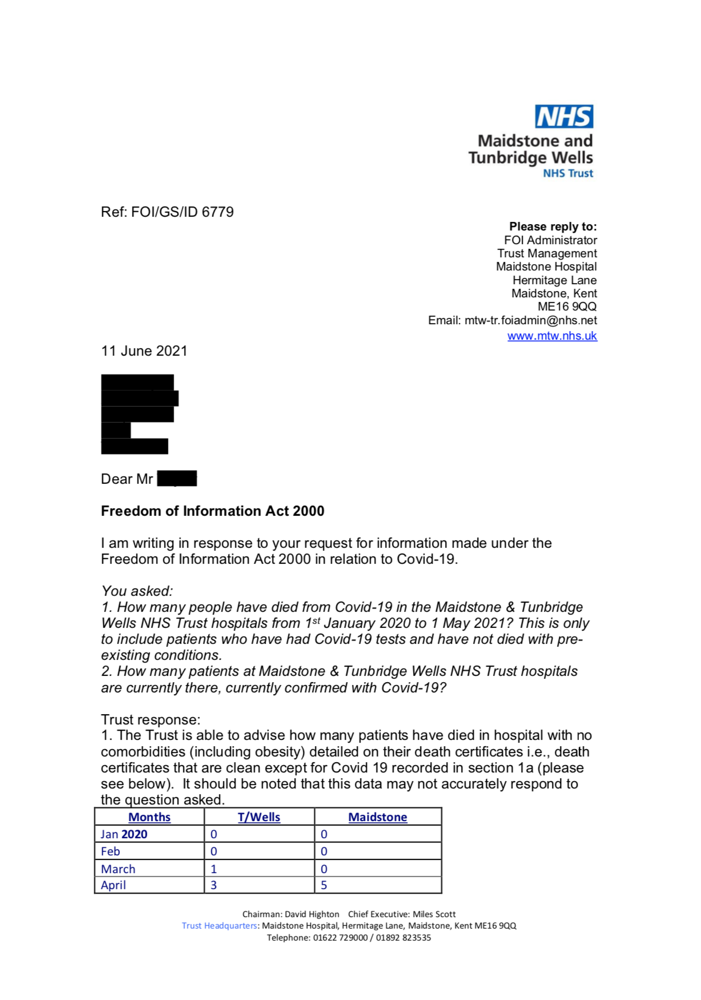 NHS
Maidstone and
Tunbridge Wells
NHS Trust
Ref: FOI/GS/ID 6779
Please reply to:
FOI Administrator
Trust Management
Maidstone Hospital
Hermitage Lane
Maidstone, Kent
ME16 9QQ
Email: mtw-tr.foiadmin@nhs.net
www.mtw.nhs.uk
11 June 2021
Dear Mr
Freedom of Information Act 2000
I am writing in response to your request for information made under the
Freedom of Information Act 2000 in relation to Covid-19.
You asked:
1. How many people have died from Covid-19 in the Maidstone & Tunbridge
Wells NHS Trust hospitals from 1st January 2020 to 1 May 2021? This is only
to include patients who have had Covid-19 tests and have not died with pre-
existing conditions.
2. How many patients at Maidstone & Tunbridge Wells NHS Trust hospitals
are currently there, currently confirmed with Covid-19?
Trust response:
1. The Trust is able to advise how many patients have died in hospital with no
comorbidities (including obesity) detailed on their death certificates i.e., death
certificates that are clean except for Covid 19 recorded in section 1a (please
see below). It should be noted that this data may not accurately respond to
the question asked.
Months T/Wells Maidstone
Jan 2020 0 0
Feb 0 0
March 1 0
April 3 5
Chairman: David Highton Chief Executive: Miles Scott
Trust Headquarters: Maidstone Hospital, Hermitage Lane, Maidstone, Kent ME16 9QQ
Telephone: 01622 729000 / 01892 823535